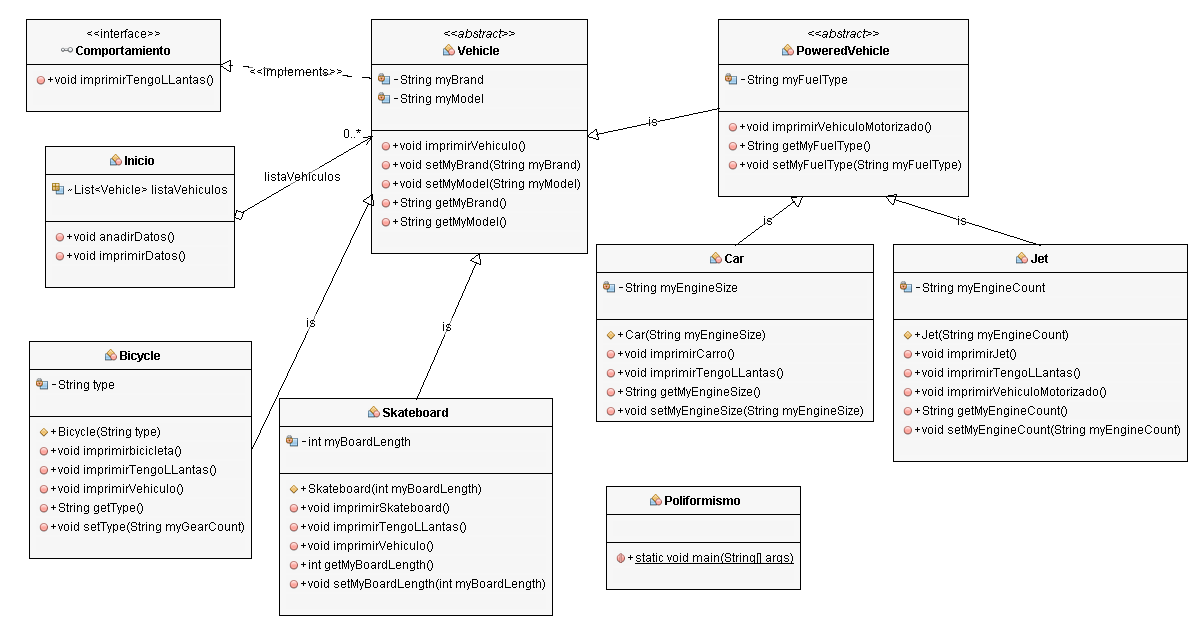 <<interface>>
Comportamiento
+void imprimirTengoLLantas()
<<implements>>
<<abstract>>
Vehicle
-String myBrand
-String myModel
+void imprimirVehiculo()
+void setMyBrand(String myBrand)
+void setMyModel(String myModel)
+String getMyBrand()
+String getMyModel()
is
<<abstract>>
PoweredVehicle
-String myFuelType
+void imprimirVehiculoMotorizado()
+String getMyFuelType()
+void setMyFuelType(String myFuelType)
0..*
listaVehiculos
Inicio
~List<Vehicle> listaVehiculos
+void anadirDatos()
+void imprimirDatos()
is
is
is
is
Car
-String myEngineSize
+Car(String myEngineSize)
+void imprimirCarro()
+void imprimirTengoLLantas()
+String getMyEngineSize()
+void setMyEngineSize(String myEngineSize)
Jet
-String myEngineCount
+Jet(String myEngineCount)
+void imprimirJet()
+void imprimirTengoLLantas()
+void imprimirVehiculoMotorizado()
+String getMyEngineCount()
+void setMyEngineCount(String myEngineCount)
Bicycle
-String type
+Bicycle(String type)
+void imprimirbicicleta()
+void imprimirTengoLLantas()
+void imprimirVehiculo()
+String getType()
+void setType(String myGearCount)
Skateboard
-int myBoardLength
+Skateboard(int myBoardLength)
+void imprimirSkateboard()
+void imprimirTengoLLantas()
+void imprimirVehiculo()
+int getMyBoardLength()
+void setMyBoardLength(int myBoardLength)
Poliformismo
+static void main(String[] args)